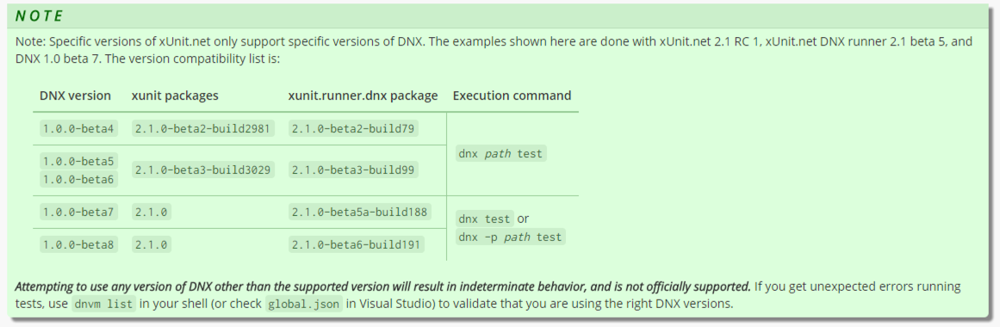 NOTE
Note: Specific versions of xUnit.net only support specific versions of DNX. The examples shown here are done with xUnit.net 2.1 RC 1, xUnit.net DNX runner 2.1 beta 5, and
DNX 1.0 beta 7. The version compatibility list is:
DNX version xunit packages xunit.runner.dnx package Execution command
1.0.0-beta4 2.1.0-beta2-build2981 2.1.0-beta2-build79
dnx path test
1.0.0-beta5
1.0.0-beta6
2.1.0-beta3-build3029 2.1.0-beta3-build99
1.0.0-beta7 2.1.0 2.1.0-beta5a-build188
dnx test or
dnx -p path test
1.0.0-beta8 2.1.0 2.1.0-beta6-build191
Attempting to use any version of DNX other than the supported version will result in indeterminate behavior, and is not officially supported. If you get unexpected errors running
tests, use dnvm list in your shell (or check global.json in Visual Studio) to validate that you are using the right DNX versions.